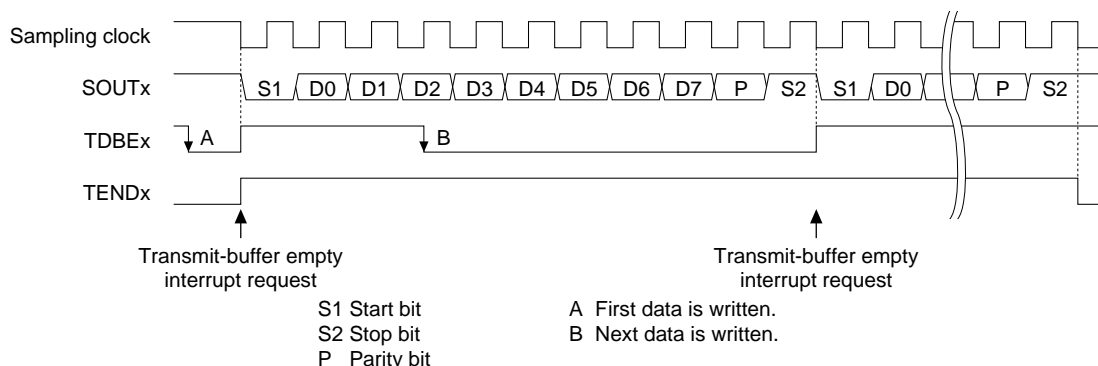 Sampling clock
SOUTx S1 D0 D1 D2 D3 D4 D5 D6 D7 P S2 S1 D0 P S2
TDBEx A B
TENDx
Transmit-buffer empty
interrupt request
Transmit-buffer empty
interrupt request
S1 Start bit
S2 Stop bit
P Parity bit
A First data is written.
B Next data is written.